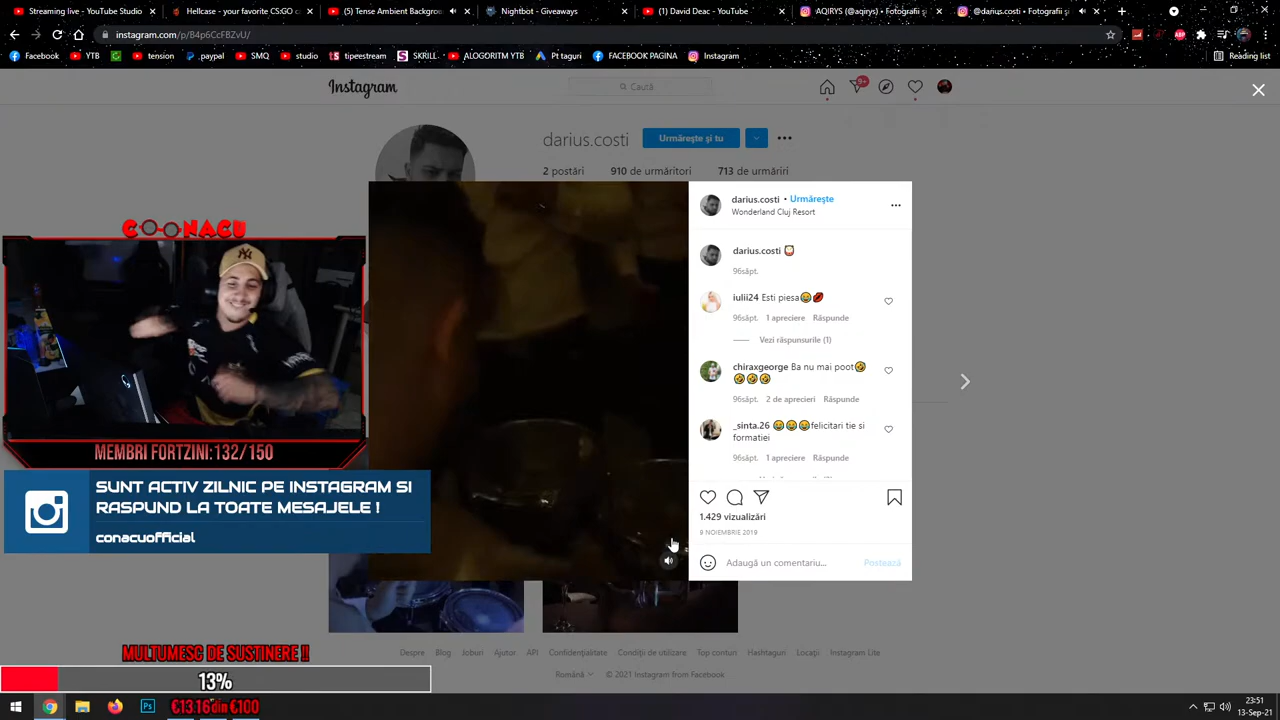 Streaming live - YouTube Studio
Hellcase - Your favorite CS:GO c
(5) Tense Ambient Backgrou
Nightbot - Giveaways
(1) David Deac - YouTube
AQIRYS (@aqirys) • Fotografii ș
@darius.costi • Fotografii și
instagram.com/p/B4p6CcFBZvU/
Facebook
YTB
tension
.paypal
SMQ
studio
tipeestream
SKRILL
ALOGORITM YTB
Pt taguri
FACEBOOK PAGINA
Instagram
Reading list
Instagram
Caută
9+
darius.costi
Urmărește și tu
2 postări
910 de urmăritori
713 de urmăriri
darius.costi • Urmărește
Wonderland Cluj Resort
darius.costi
96săpt.
iulii24 Esti piesa
96săpt. 1 apreciere Răspunde
Vezi răspunsurile (1)
chiraxgeorge Ba nu mai poot
96săpt. 2 de aprecieri Răspunde
_sinta.26 felicitari tie si
formatiei
96săpt. 1 apreciere Răspunde
1.429 vizualizări
9 NOIEMBRIE 2019
Adaugă un comentariu...
Postează
CONACU
MEMBRI FORTZINI:132/150
SUNT ACTIV ZILNIC PE INSTAGRAM SI
RASPUND LA TOATE MESAJELE !
conacuofficial
Despre
Blog
Joburi
Ajutor
API
Confidențialitate
Condiții de utilizare
Top conturi
Hashtaguri
Locații
Instagram Lite
Română
© 2021 Instagram from Facebook
MULTUMESC DE SUSTINERE !!
13%
€13.16 din €100
23:51
13-Sep-21